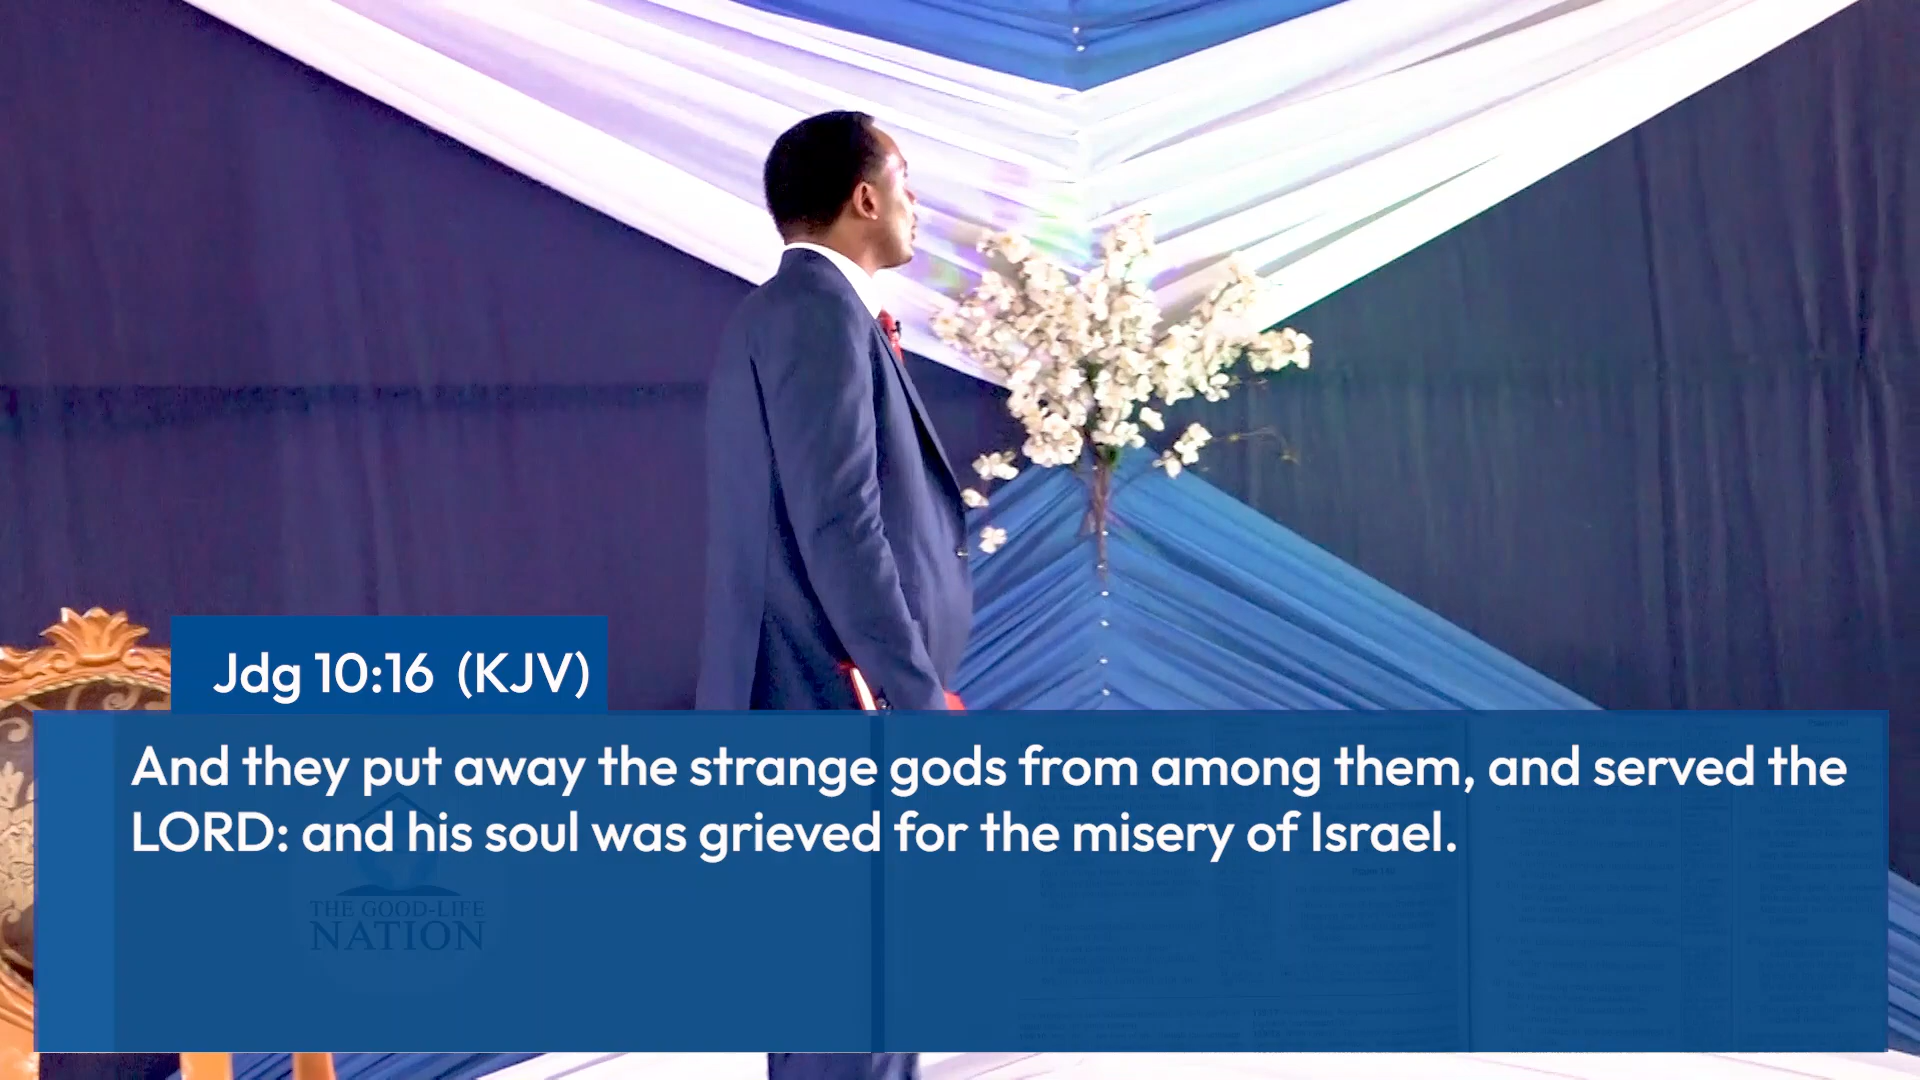 Jdg 10:16 (KJV)
And they put away the strange gods from among them, and served the
LORD: and his soul was grieved for the misery of Israel.
THE GOOD-LIFE
NATION